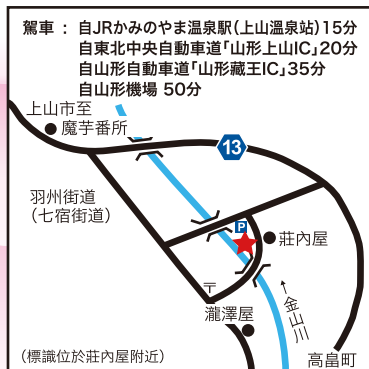 駕車 : 自JRかみのやま温泉駅(上山溫泉站)15分
自東北中央自動車道「山形上山IC」20分
自山形自動車道「山形藏王IC」35分
自山形機場 50分
上山市至
魔芋番所
13
羽州街道
(七宿街道)
P
莊內屋
〒
瀧澤屋
←金山川
(標識位於莊內屋附近)
高畠町